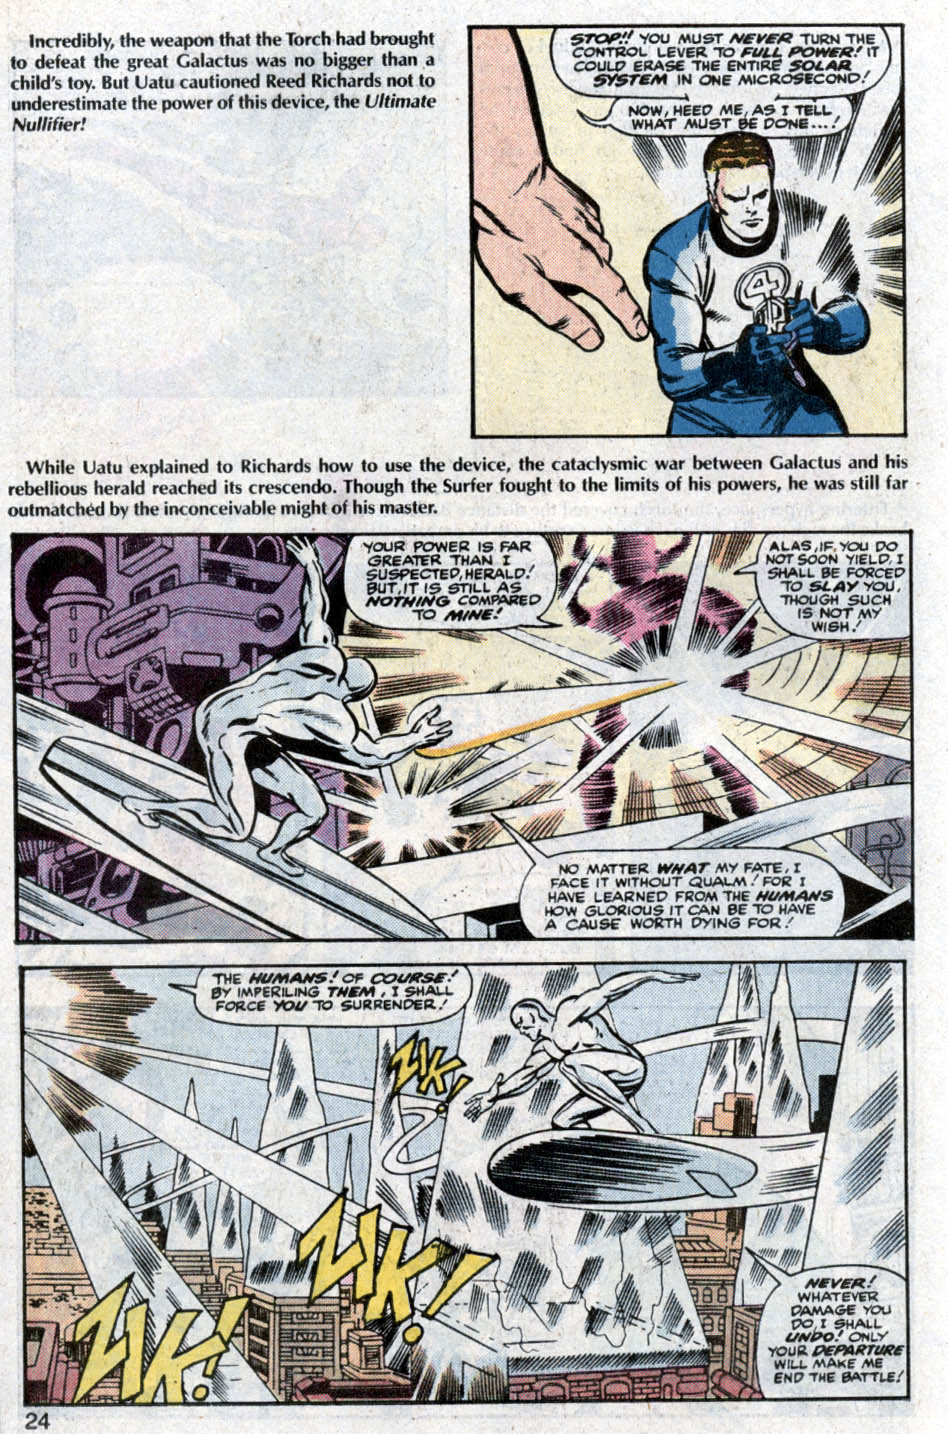 Incredibly, the weapon that the Torch had brought
to defeat the great Galactus was no bigger than a
child's toy. But Uatu cautioned Reed Richards not to
underestimate the power of this device, the Ultimate
Nullifier!
STOP!! YOU MUST NEVER TURN THE
CONTROL LEVER TO FULL POWER! IT
COULD ERASE THE ENTIRE SOLAR
SYSTEM IN ONE MICROSECOND!
NOW, HEED ME, AS I TELL
WHAT MUST BE DONE...!
4
While Uatu explained to Richards how to use the device, the cataclysmic war between Galactus and his
rebellious herald reached its crescendo. Though the Surfer fought to the limits of his powers, he was still far
outmatched by the inconceivable might of his master.
YOUR POWER IS FAR
GREATER THAN I
SUSPECTED, HERALD!
BUT, IT IS STILL AS
NOTHING COMPARED
TO MINE!
ALAS, IF YOU DO
NOT SOON YIELD, I
SHALL BE FORCED
TO SLAY YOU,
THOUGH SUCH
IS NOT MY
WISH!
NO MATTER WHAT MY FATE, I
FACE IT WITHOUT QUALM! FOR I
HAVE LEARNED FROM THE HUMANS
HOW GLORIOUS IT CAN BE TO HAVE
A CAUSE WORTH DYING FOR!
THE HUMANS! OF COURSE!
BY IMPERILING THEM, I SHALL
FORCE YOU TO SURRENDER!
ZIK!
ZIK!
ZIK!
NEVER!
WHATEVER
DAMAGE YOU
DO, I SHALL
UNDO! ONLY
YOUR DEPARTURE
WILL MAKE ME
END THE BATTLE!
24